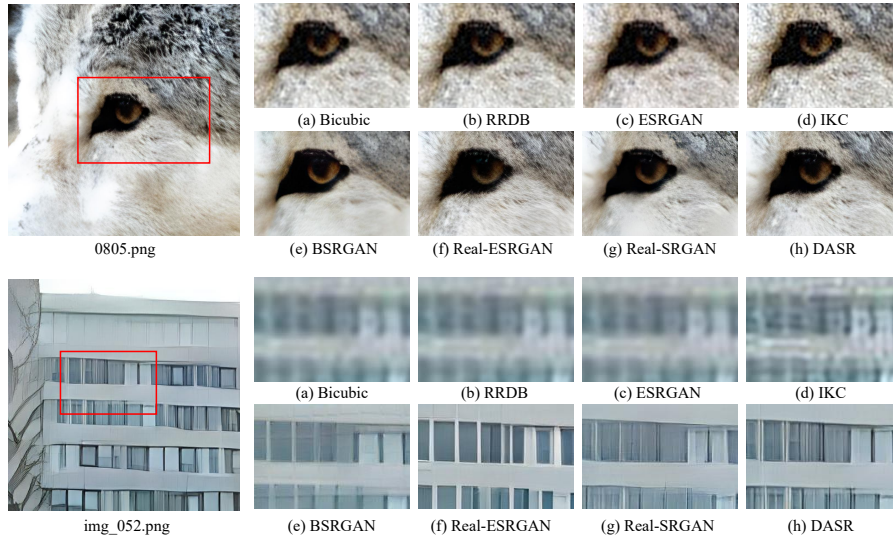 (a) Bicubic
(b) RRDB
(c) ESRGAN
(d) IKC
0805.png
(e) BSRGAN
(f) Real-ESRGAN
(g) Real-SRGAN
(h) DASR
(a) Bicubic
(b) RRDB
(c) ESRGAN
(d) IKC
img_052.png
(e) BSRGAN
(f) Real-ESRGAN
(g) Real-SRGAN
(h) DASR